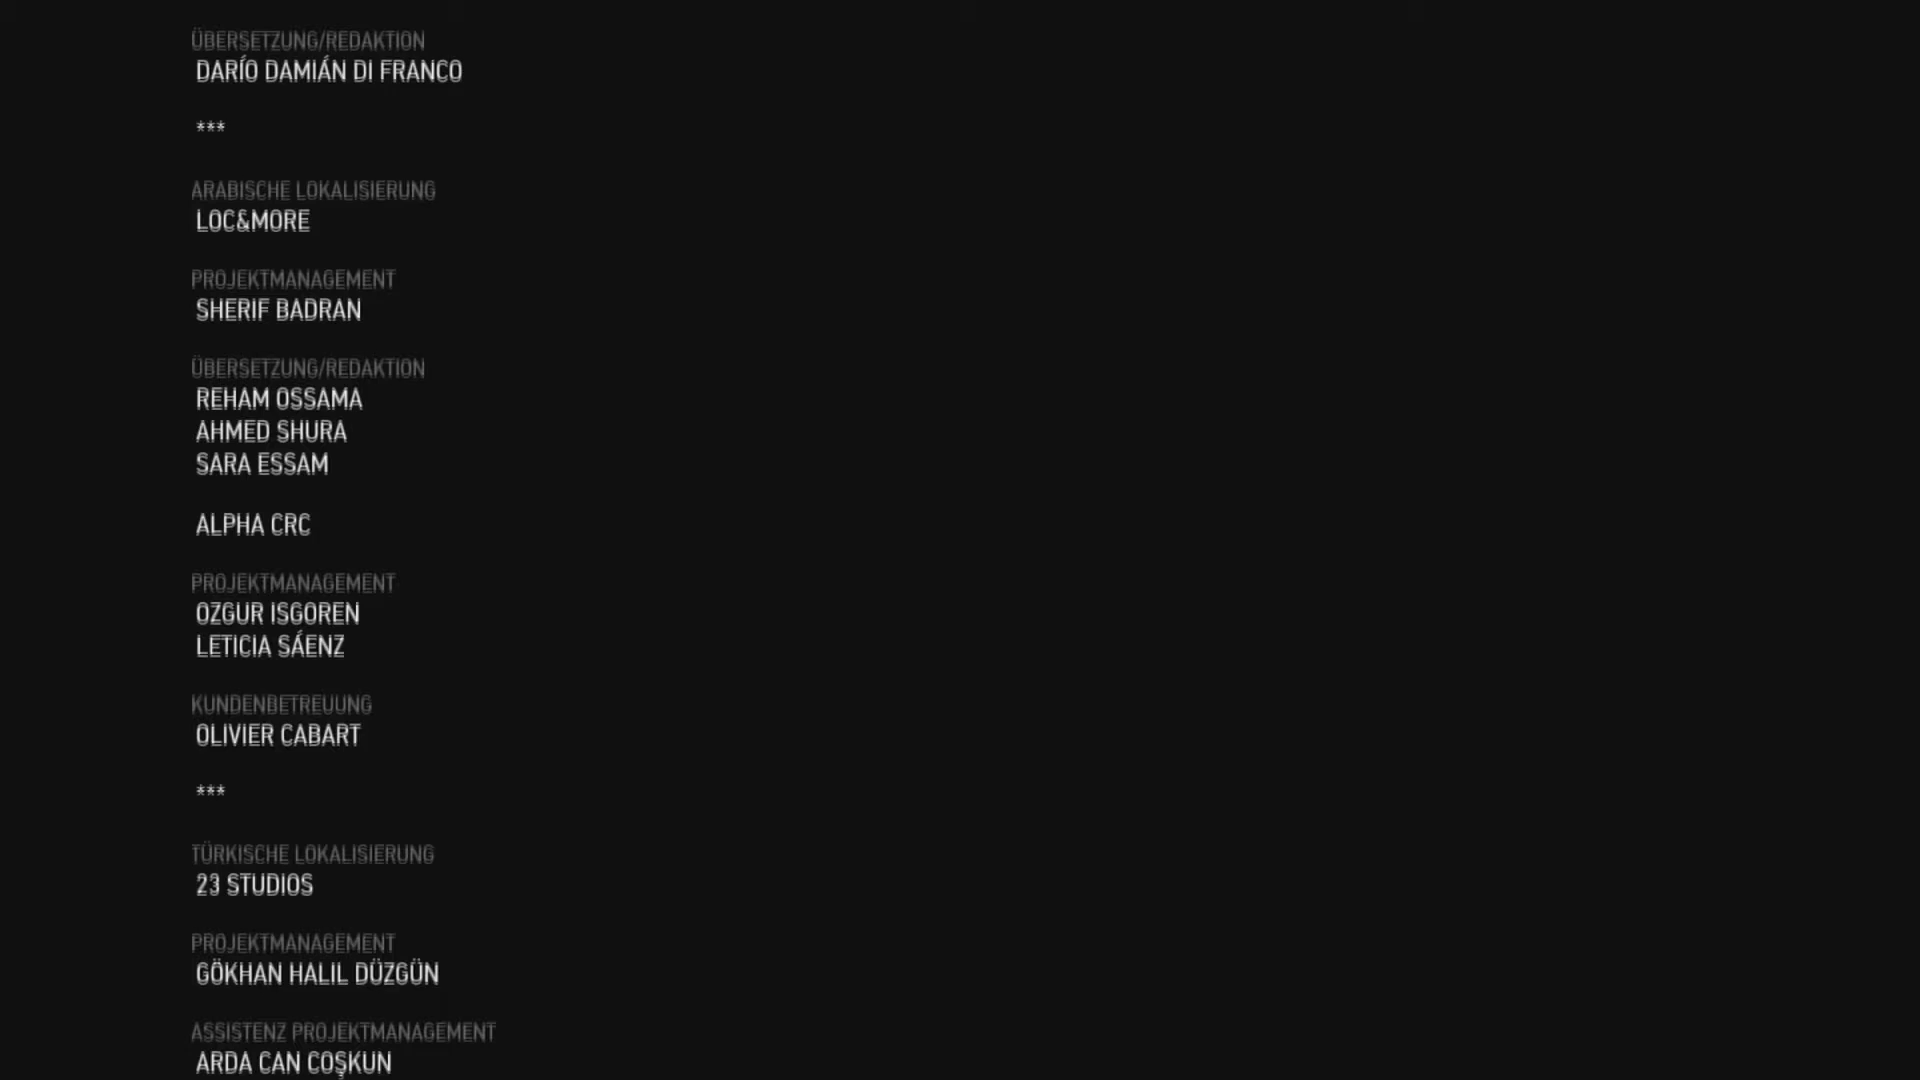 ÜBERSETZUNG/REDAKTION
DARÍO DAMIÁN DI FRANCO
***
ARABISCHE LOKALISIERUNG
LOC&MORE
PROJEKTMANAGEMENT
SHERIF BADRAN
ÜBERSETZUNG/REDAKTION
REHAM OSSAMA
AHMED SHURA
SARA ESSAM
ALPHA CRC
PROJEKTMANAGEMENT
OZGUR ISGOREN
LETICIA SÁENZ
KUNDENBETREUUNG
OLIVIER CABART
***
TÜRKISCHE LOKALISIERUNG
23 STUDIOS
PROJEKTMANAGEMENT
GÖKHAN HALIL DÜZGÜN
ASSISTENZ PROJEKTMANAGEMENT
ARDA CAN COŞKUN